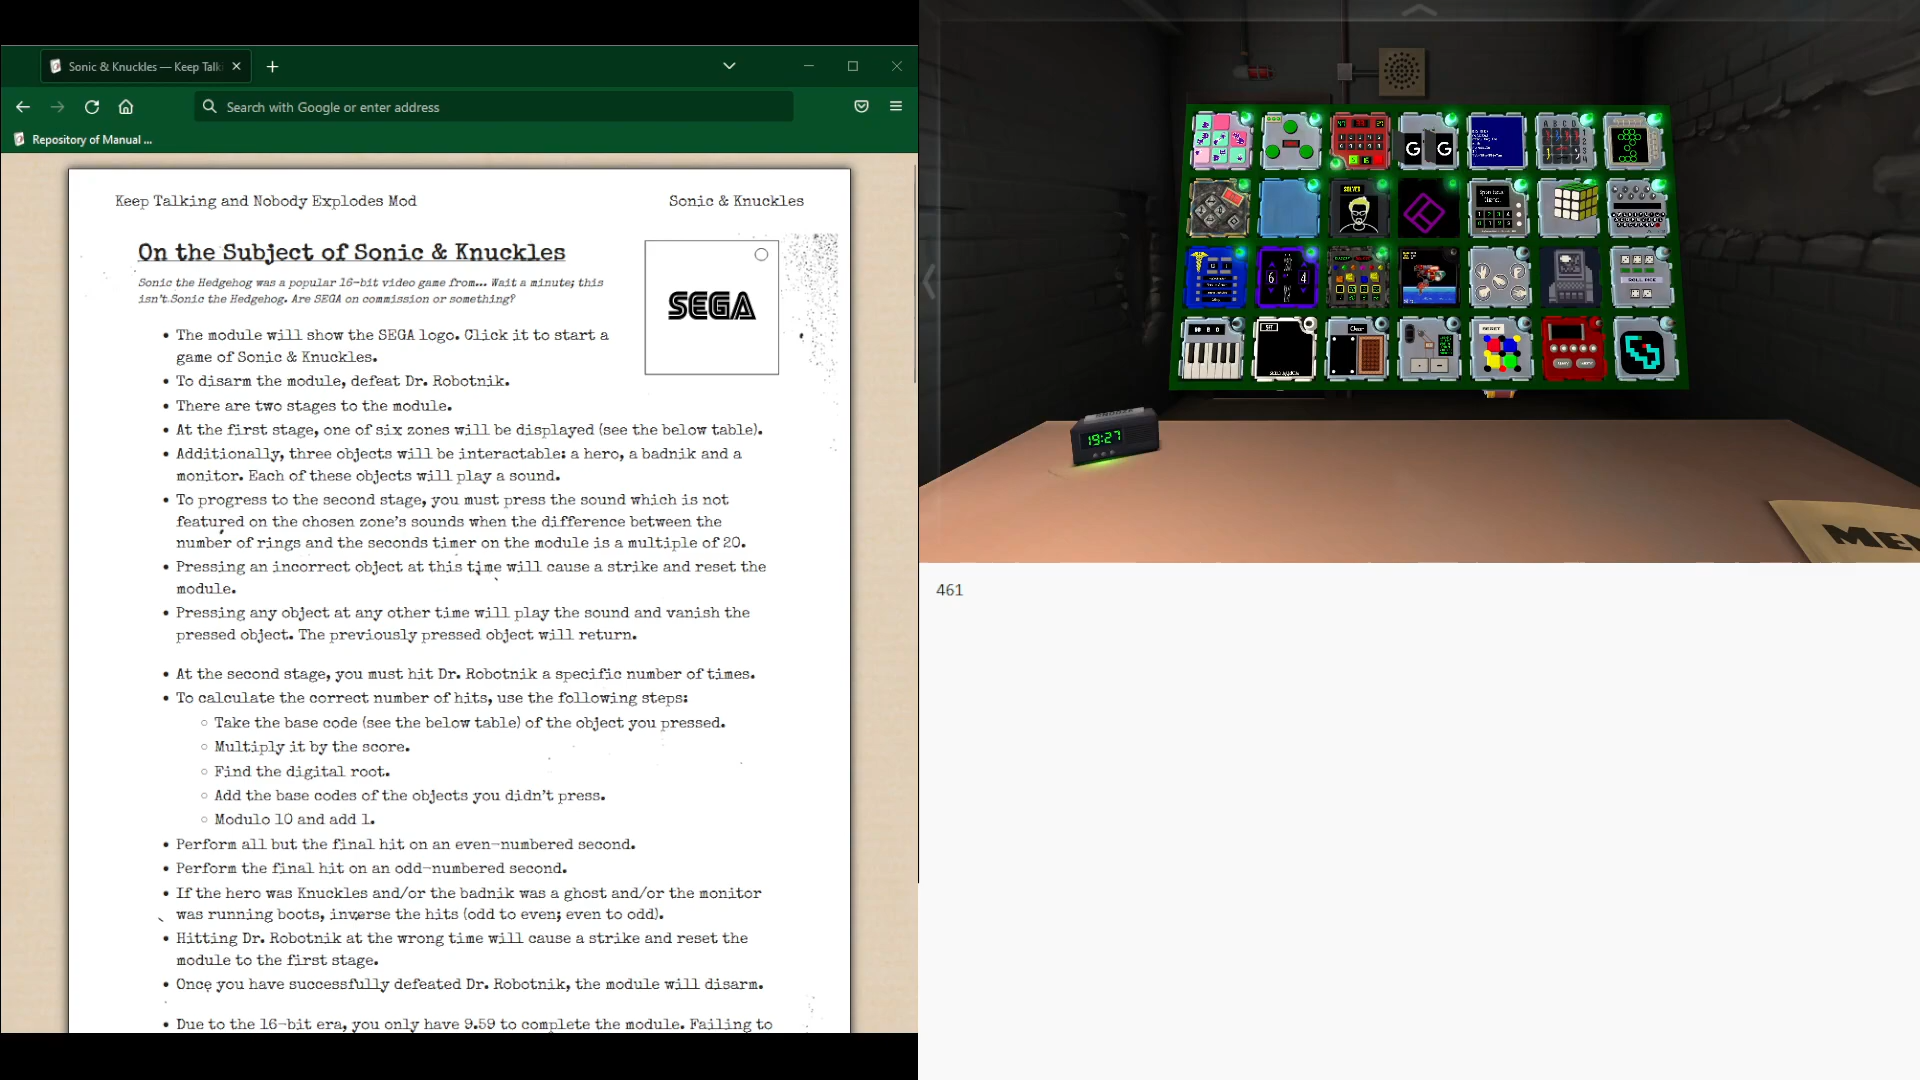 Sonic & Knuckles — Keep Talk
Search with Google or enter address
Repository of Manual ...
Keep Talking and Nobody Explodes Mod
Sonic & Knuckles
On the Subject of Sonic & Knuckles
Sonic the Hedgehog was a popular 16-bit video game from... Wait a minute; this
isn't Sonic the Hedgehog. Are SEGA on commission or something?
SEGA
• The module will show the SEGA logo. Click it to start a
game of Sonic & Knuckles.
• To disarm the module, defeat Dr. Robotnik.
• There are two stages to the module.
• At the first stage, one of six zones will be displayed (see the below table).
• Additionally, three objects will be interactable: a hero, a badnik and a
monitor. Each of these objects will play a sound.
• To progress to the second stage, you must press the sound which is not
featured on the chosen zone's sounds when the difference between the
number of rings and the seconds timer on the module is a multiple of 20.
• Pressing an incorrect object at this time will cause a strike and reset the
module.
• Pressing any object at any other time will play the sound and vanish the
pressed object. The previously pressed object will return.
• At the second stage, you must hit Dr. Robotnik a specific number of times.
• To calculate the correct number of hits, use the following steps:
○ Take the base code (see the below table) of the object you pressed.
○ Multiply it by the score.
○ Find the digital root.
○ Add the base codes of the objects you didn't press.
○ Modulo 10 and add 1.
• Perform all but the final hit on an even-numbered second.
• Perform the final hit on an odd-numbered second.
• If the hero was Knuckles and/or the badnik was a ghost and/or the monitor
was running boots, inverse the hits (odd to even; even to odd).
• Hitting Dr. Robotnik at the wrong time will cause a strike and reset the
module to the first stage.
• Once you have successfully defeated Dr. Robotnik, the module will disarm.
• Due to the 16-bit era, you only have 9.59 to complete the module. Failing to
G G
A B C D
SOLVER
6 4
Clear
SET
RESET
19:27
461